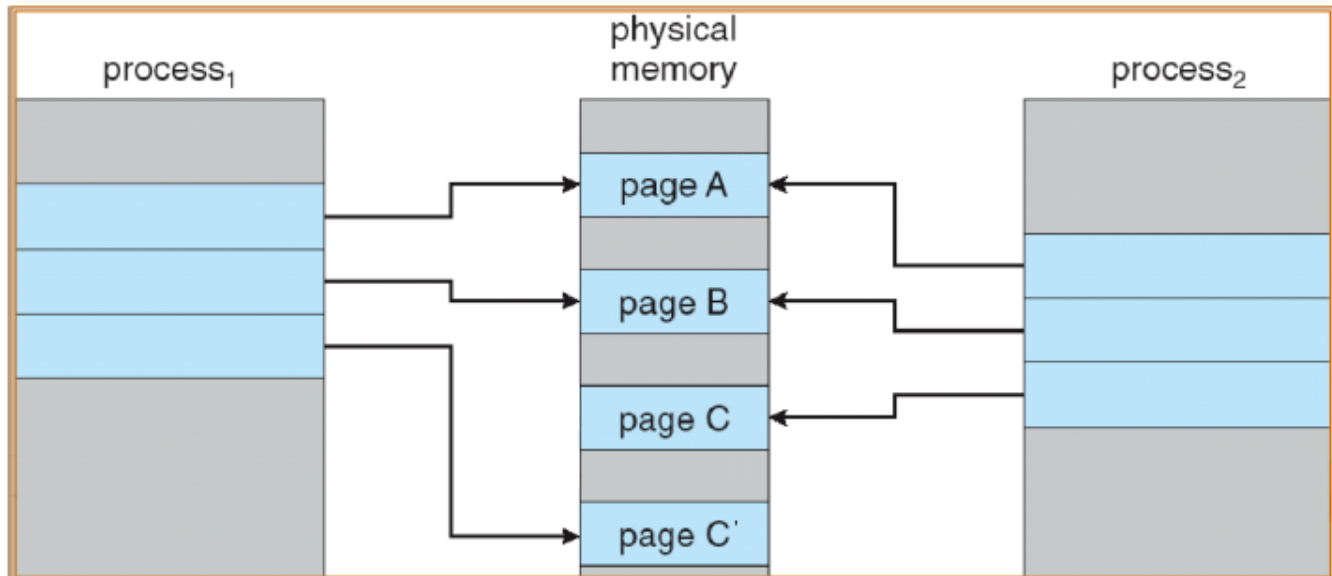 process₁
physical
memory
process₂
page A
page B
page C
page C'